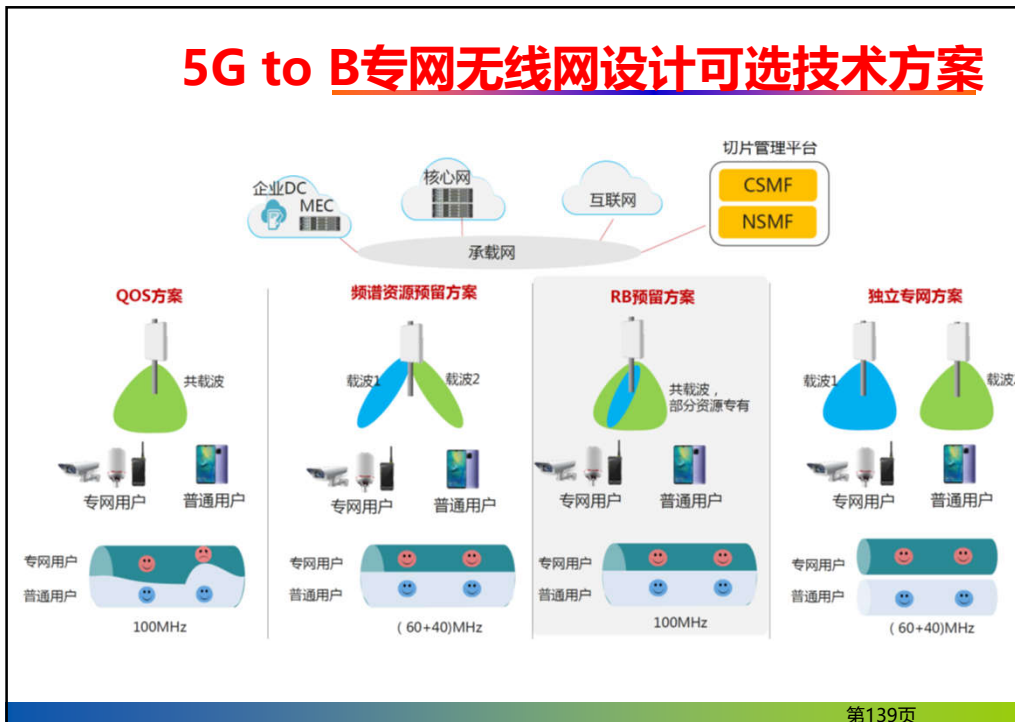 5G to B专网无线网设计可选技术方案
切片管理平台
企业DC
MEC
核心网
互联网
CSMF
NSMF
承载网
QOS方案
共载波
专网用户
普通用户
专网用户
普通用户
100MHz
频谱资源预留方案
载波1
载波2
专网用户
普通用户
专网用户
普通用户
( 60+40)MHz
RB预留方案
共载波，
部分资源专有
专网用户
普通用户
专网用户
普通用户
100MHz
独立专网方案
载波1
载波2
专网用户
普通用户
专网用户
普通用户
( 60+40)MHz
第139页